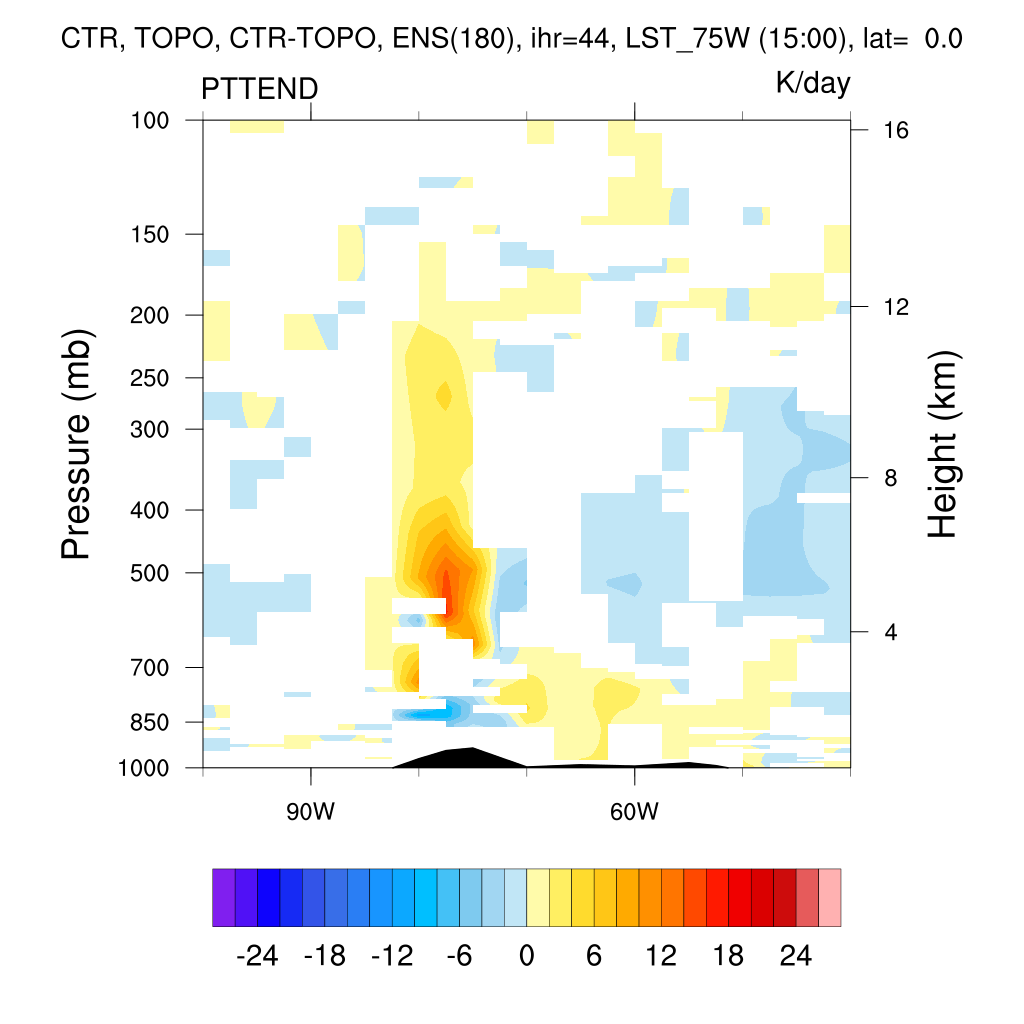 CTR, TOPO, CTR-TOPO, ENS(180), ihr=44, LST_75W (15:00), lat=  0.0
PTTEND
K/day
100
150
200
250
300
400
500
700
850
1000
Pressure (mb)
16
12
8
4
Height (km)
90W
60W
-24 -18 -12 -6 0 6 12 18 24